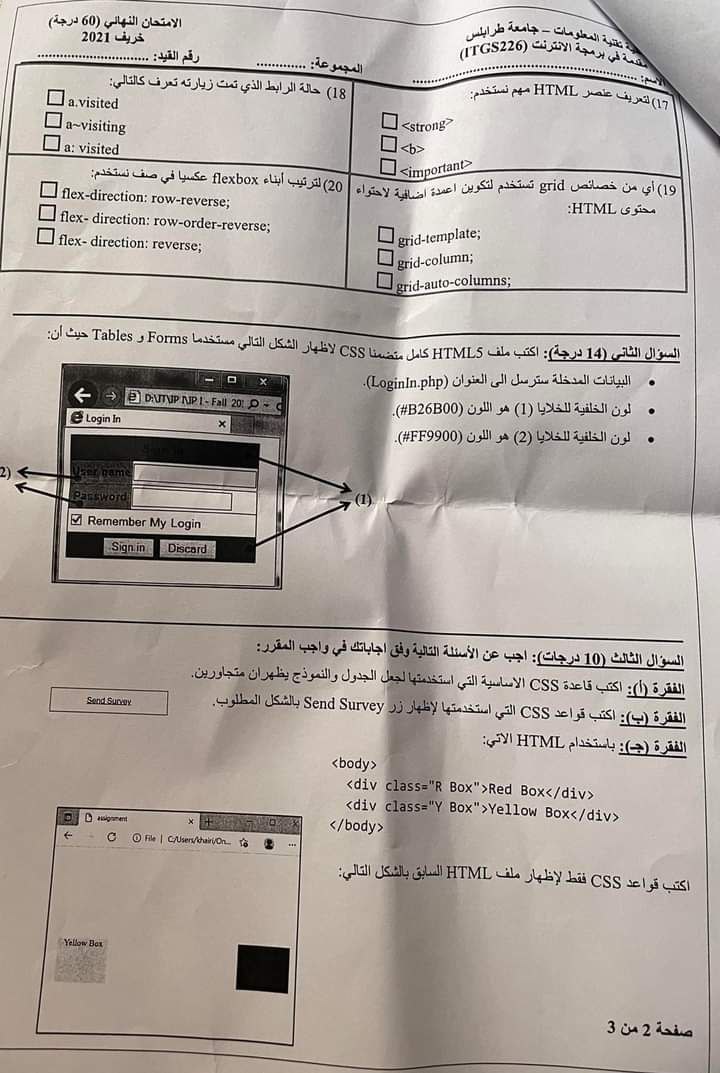 ية تقنية المعلومات – جامعة طرابلس
مقدمة في برمجة الانترنت (ITGS226)
الامتحان النهائي (60 درجة)
خريف 2021
الاسم: ........................................ المجموعة: ............. رقم القيد: ............................
17) لتعريف عنصر HTML مهم نستخدم:
<strong>
<b>
<important>
18) حالة الرابط الذي تمت زيارته تعرف كالتالي:
a.visited
a~visiting
a: visited
19) أي من خصائص grid تستخدم لتكوين اعمدة اضافية لاحتواء
محتوى HTML:
grid-template;
grid-column;
grid-auto-columns;
20) لترتيب أبناء flexbox عكسيا في صف نستخدم:
flex-direction: row-reverse;
flex- direction: row-order-reverse;
flex- direction: reverse;
السؤال الثاني (14 درجة): اكتب ملف HTML5 كامل متضمنا CSS لاظهار الشكل التالي مستخدما Forms و Tables حيث أن:
• البيانات المدخلة سترسل الى العنوان (LoginIn.php).
• لون الخلفية للخلايا (1) هو اللون (#B26B00).
• لون الخلفية للخلايا (2) هو اللون (#FF9900).
Login In
Sign in
User name
Password
Remember My Login
Sign in Discard
2)
(1)
السؤال الثالث (10 درجات): اجب عن الأسئلة التالية وفق اجاباتك في واجب المقرر:
الفقرة (أ): اكتب قاعدة CSS الاساسية التي استخدمتها لجعل الجدول والنموذج يظهران متجاورين.
الفقرة (ب): اكتب قواعد CSS التي استخدمتها لإظهار زر Send Survey بالشكل المطلوب.
Send Survey
الفقرة (جـ): باستخدام HTML الاتي:
<body>
<div class="R Box">Red Box</div>
<div class="Y Box">Yellow Box</div>
</body>
اكتب قواعد CSS فقط لإظهار ملف HTML السابق بالشكل التالي:
assignment
File | C:/Users/khairi/On...
Yellow Box
صفحة 2 من 3